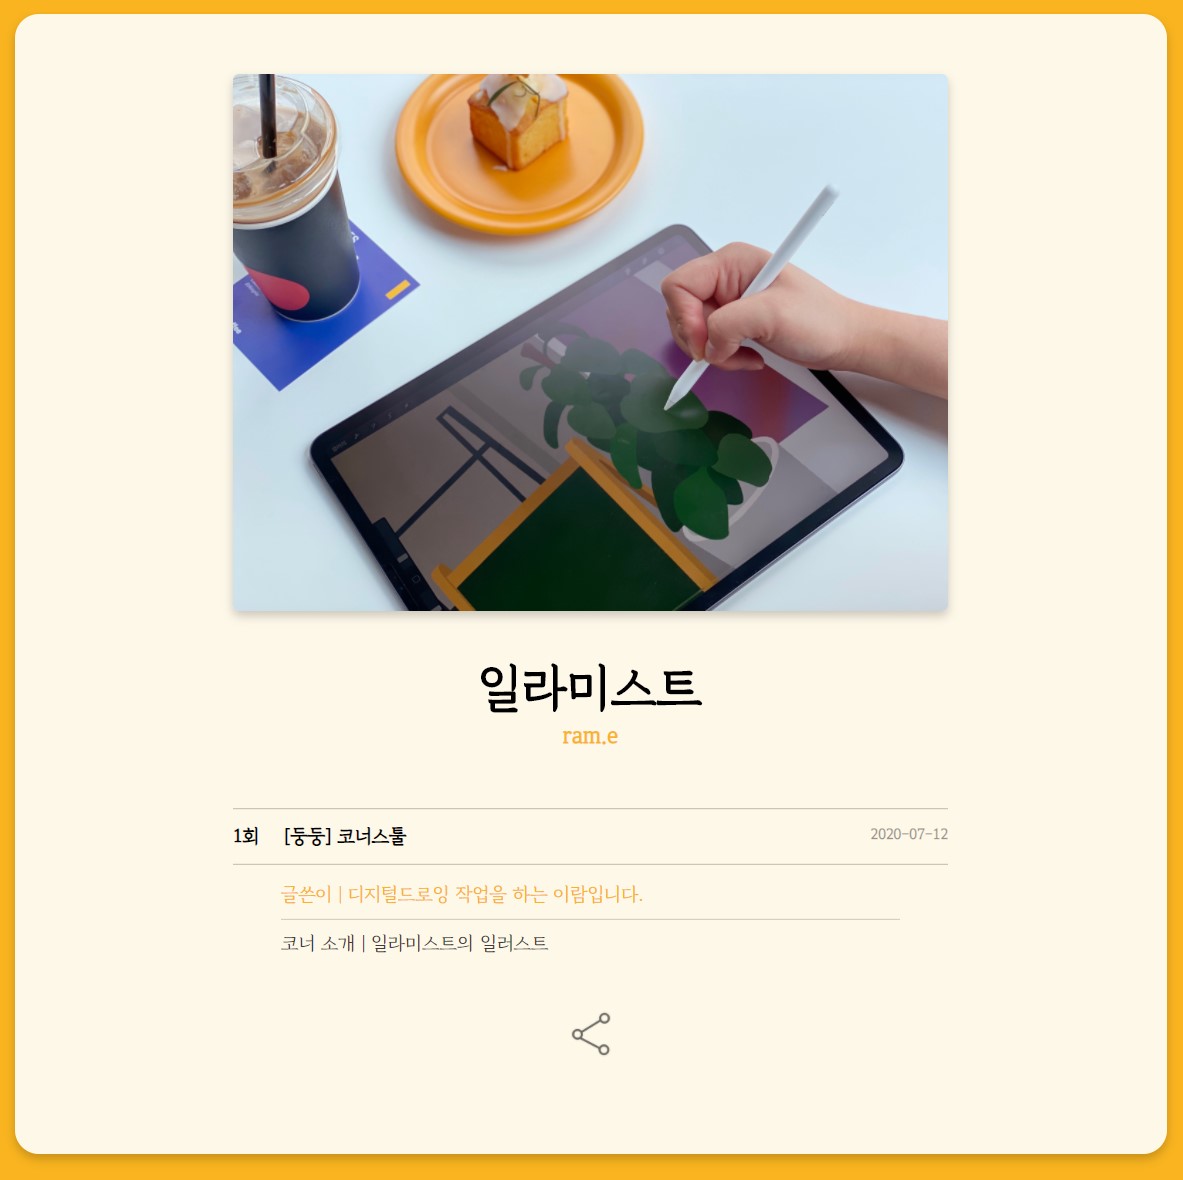 일라미스트
ram.e
1회 [둥둥] 코너스툴 2020-07-12
글쓴이 | 디지털드로잉 작업을 하는 이람입니다.
코너 소개 | 일라미스트의 일러스트